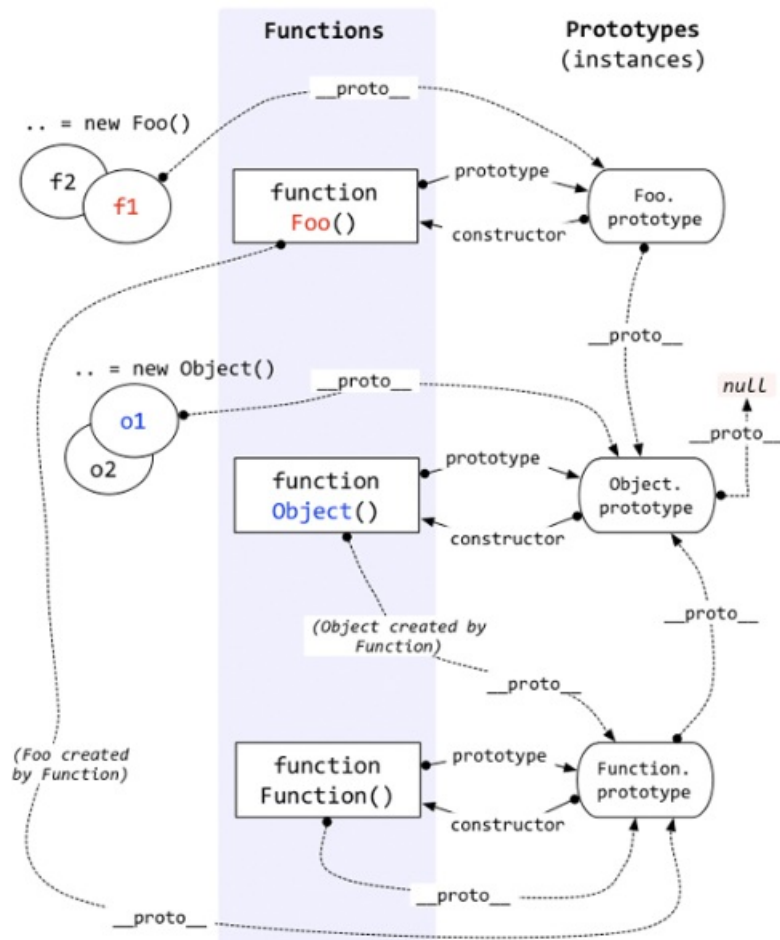 Functions
Prototypes
(instances)
__proto__
.. = new Foo()
f2
f1
function
Foo()
prototype
constructor
Foo.
prototype
__proto__
.. = new Object()
__proto__
null
o1
o2
__proto__
function
Object()
prototype
constructor
Object.
prototype
(Object created by
Function)
__proto__
__proto__
(Foo created
by Function)
function
Function()
prototype
constructor
Function.
prototype
__proto__
__proto__